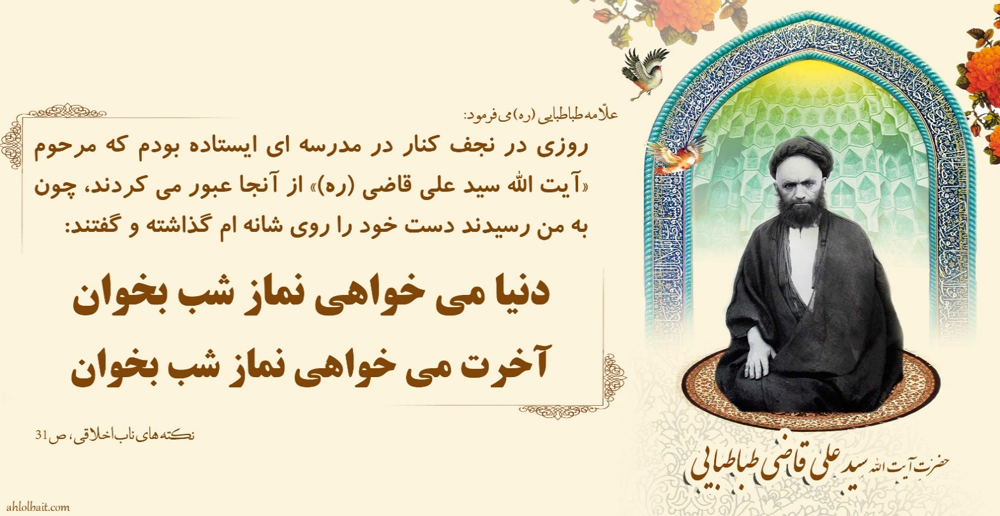 علّامه طباطبایی (ره) می فرمود:
روزی در نجف کنار در مدرسه ای ایستاده بودم که مرحوم
«آیت الله سید علی قاضی (ره)» از آنجا عبور می کردند، چون
به من رسیدند دست خود را روی شانه ام گذاشته و گفتند:
دنیا می خواهی نماز شب بخوان
آخرت می خواهی نماز شب بخوان
نکته های ناب اخلاقی، ص31
حضرت آیت الله سید علی قاضی طباطبایی
ahlolbait.com